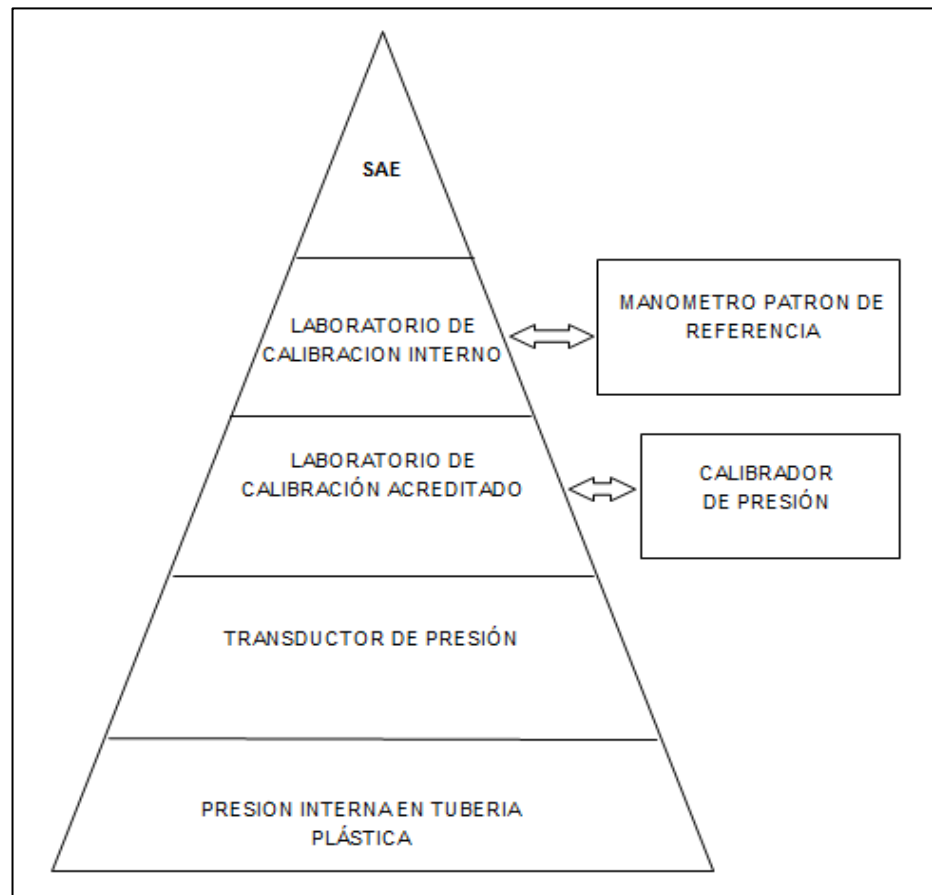 SAE
LABORATORIO DE
CALIBRACION INTERNO
MANOMETRO PATRON DE
REFERENCIA
LABORATORIO DE
CALIBRACIÓN ACREDITADO
CALIBRADOR
DE PRESIÓN
TRANSDUCTOR DE PRESIÓN
PRESION INTERNA EN TUBERIA
PLÁSTICA